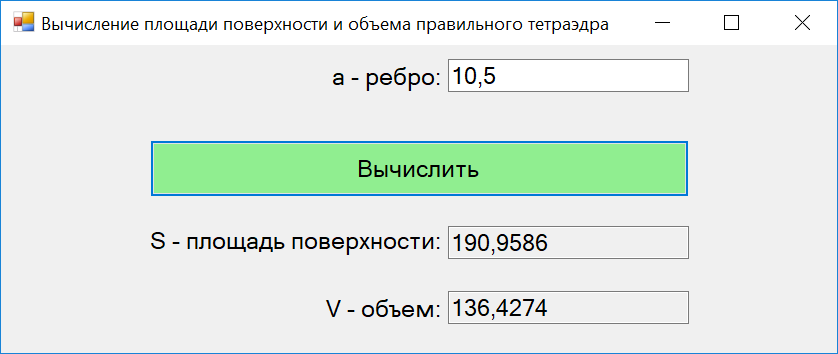 Вычисление площади поверхности и объема правильного тетраэдра
a - ребро: 10,5
Вычислить
S - площадь поверхности: 190,9586
V - объем: 136,4274